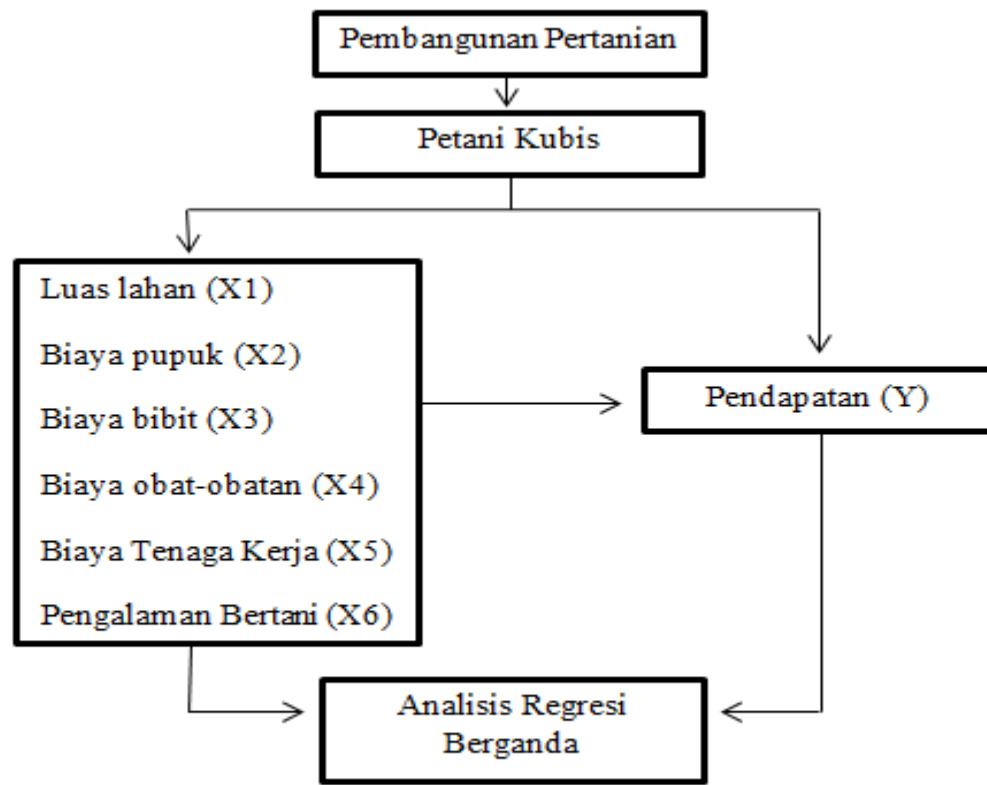 Pembangunan Pertanian
Petani Kubis
Luas lahan (X1)
Biaya pupuk (X2)
Biaya bibit (X3)
Biaya obat-obatan (X4)
Biaya Tenaga Kerja (X5)
Pengalaman Bertani (X6)
Pendapatan (Y)
Analisis Regresi
Berganda